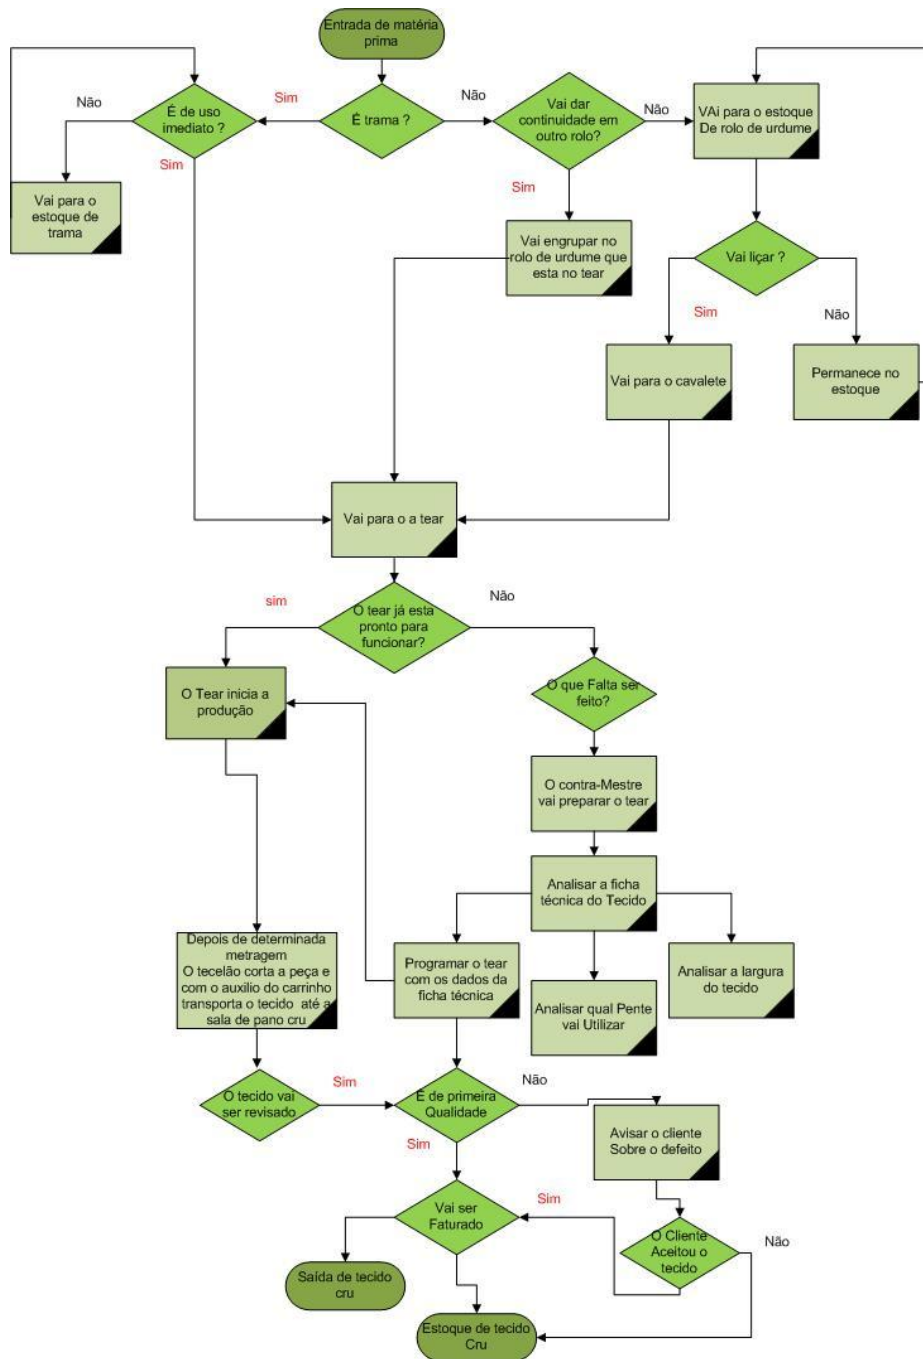 Entrada de matéria
prima
Não
Sim
É de uso
imediato ?
É trama ?
Não
Vai dar
continuidade em
outro rolo?
Não
VAi para o estoque
De rolo de urdume
Sim
Vai para o
estoque de
trama
Sim
Vai engrupar no
rolo de urdume que
esta no tear
Vai liçar ?
Sim
Não
Vai para o cavalete
Permanece no
estoque
Vai para o a tear
sim
O tear já esta
pronto para
funcionar?
Não
O Tear inicia a
produção
O que Falta ser
feito?
O contra-Mestre
vai preparar o tear
Analisar a ficha
técnica do Tecido
Depois de determinada
metragem
O tecelão corta a peça e
com o auxilio do carrinho
transporta o tecido até a
sala de pano cru
Programar o tear
com os dados da
ficha técnica
Analisar qual Pente
vai Utilizar
Analisar a largura
do tecido
O tecido vai
ser revisado
Sim
É de primeira
Qualidade
Não
Avisar o cliente
Sobre o defeito
Sim
Vai ser
Faturado
Sim
O Cliente
Aceitou o
tecido
Não
Saída de tecido
cru
Estoque de tecido
Cru